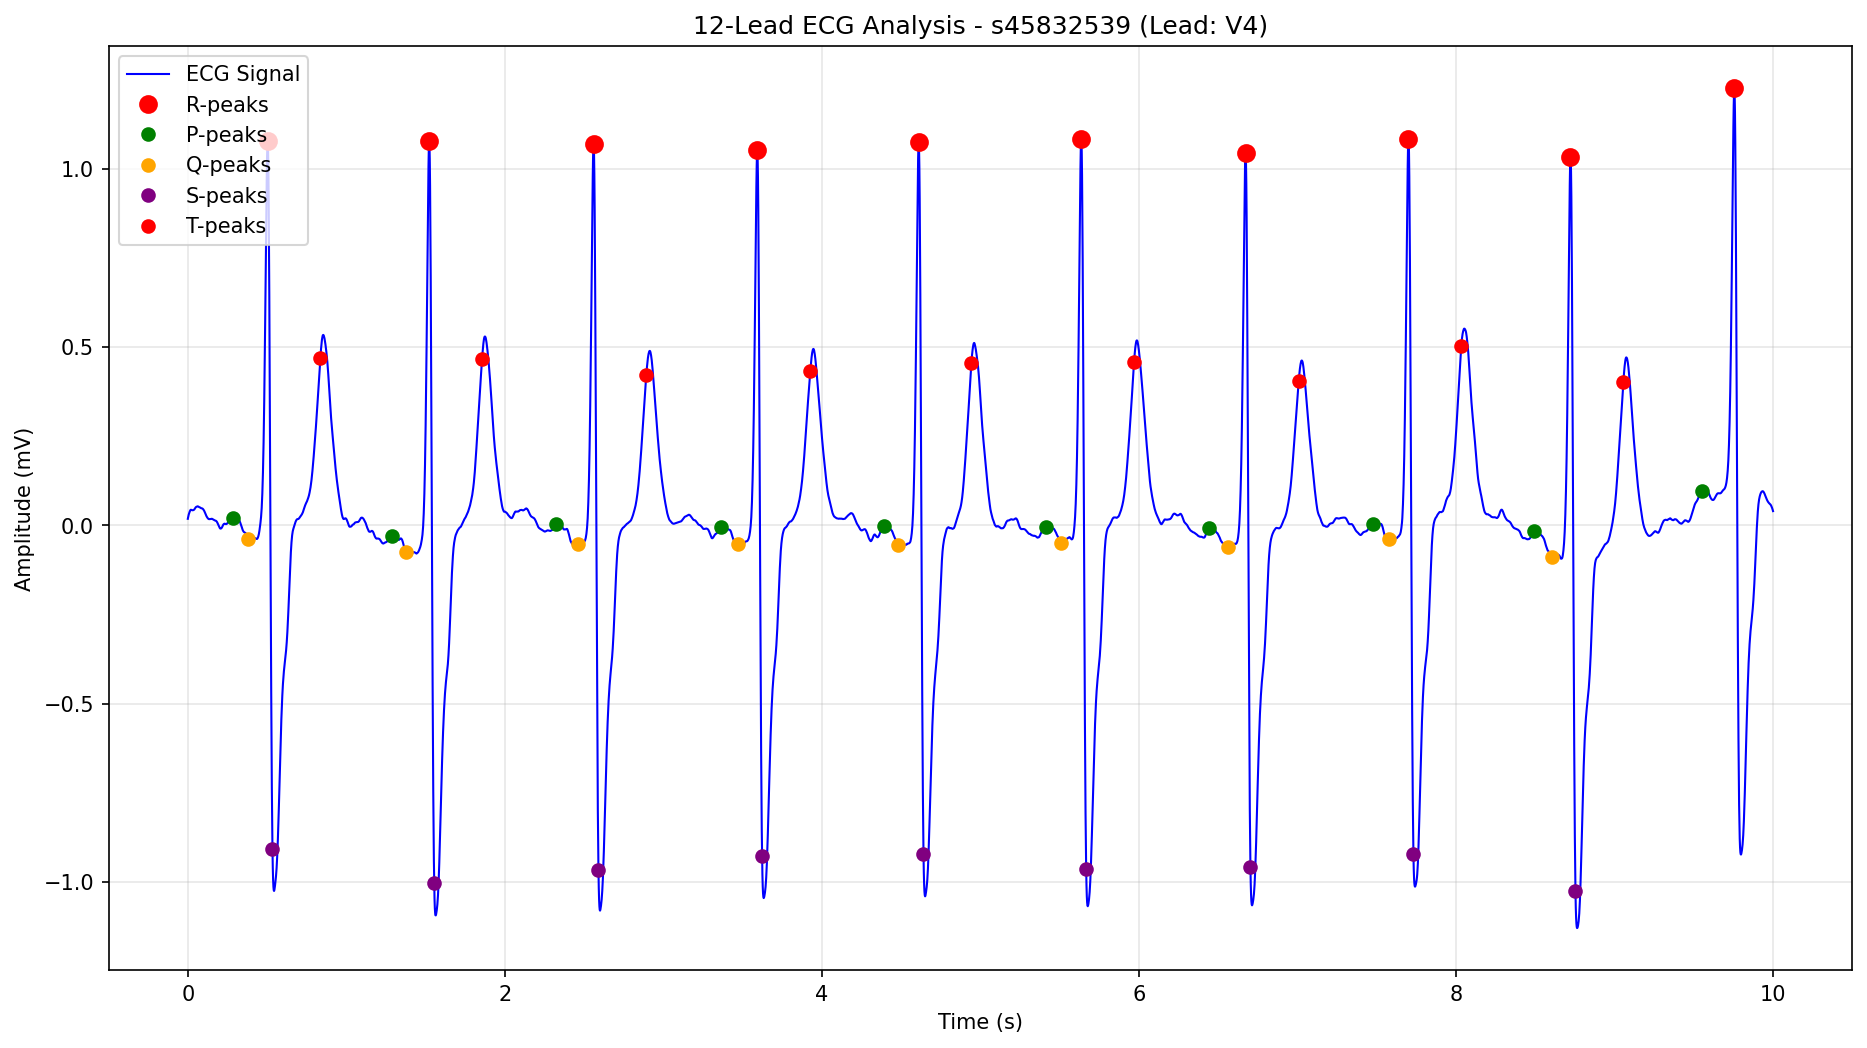 12-Lead ECG Analysis - s45832539 (Lead: V4)
ECG Signal
R-peaks
P-peaks
Q-peaks
S-peaks
T-peaks
Amplitude (mV)
1.0
0.5
0.0
−0.5
−1.0
0 2 4 6 8 10
Time (s)